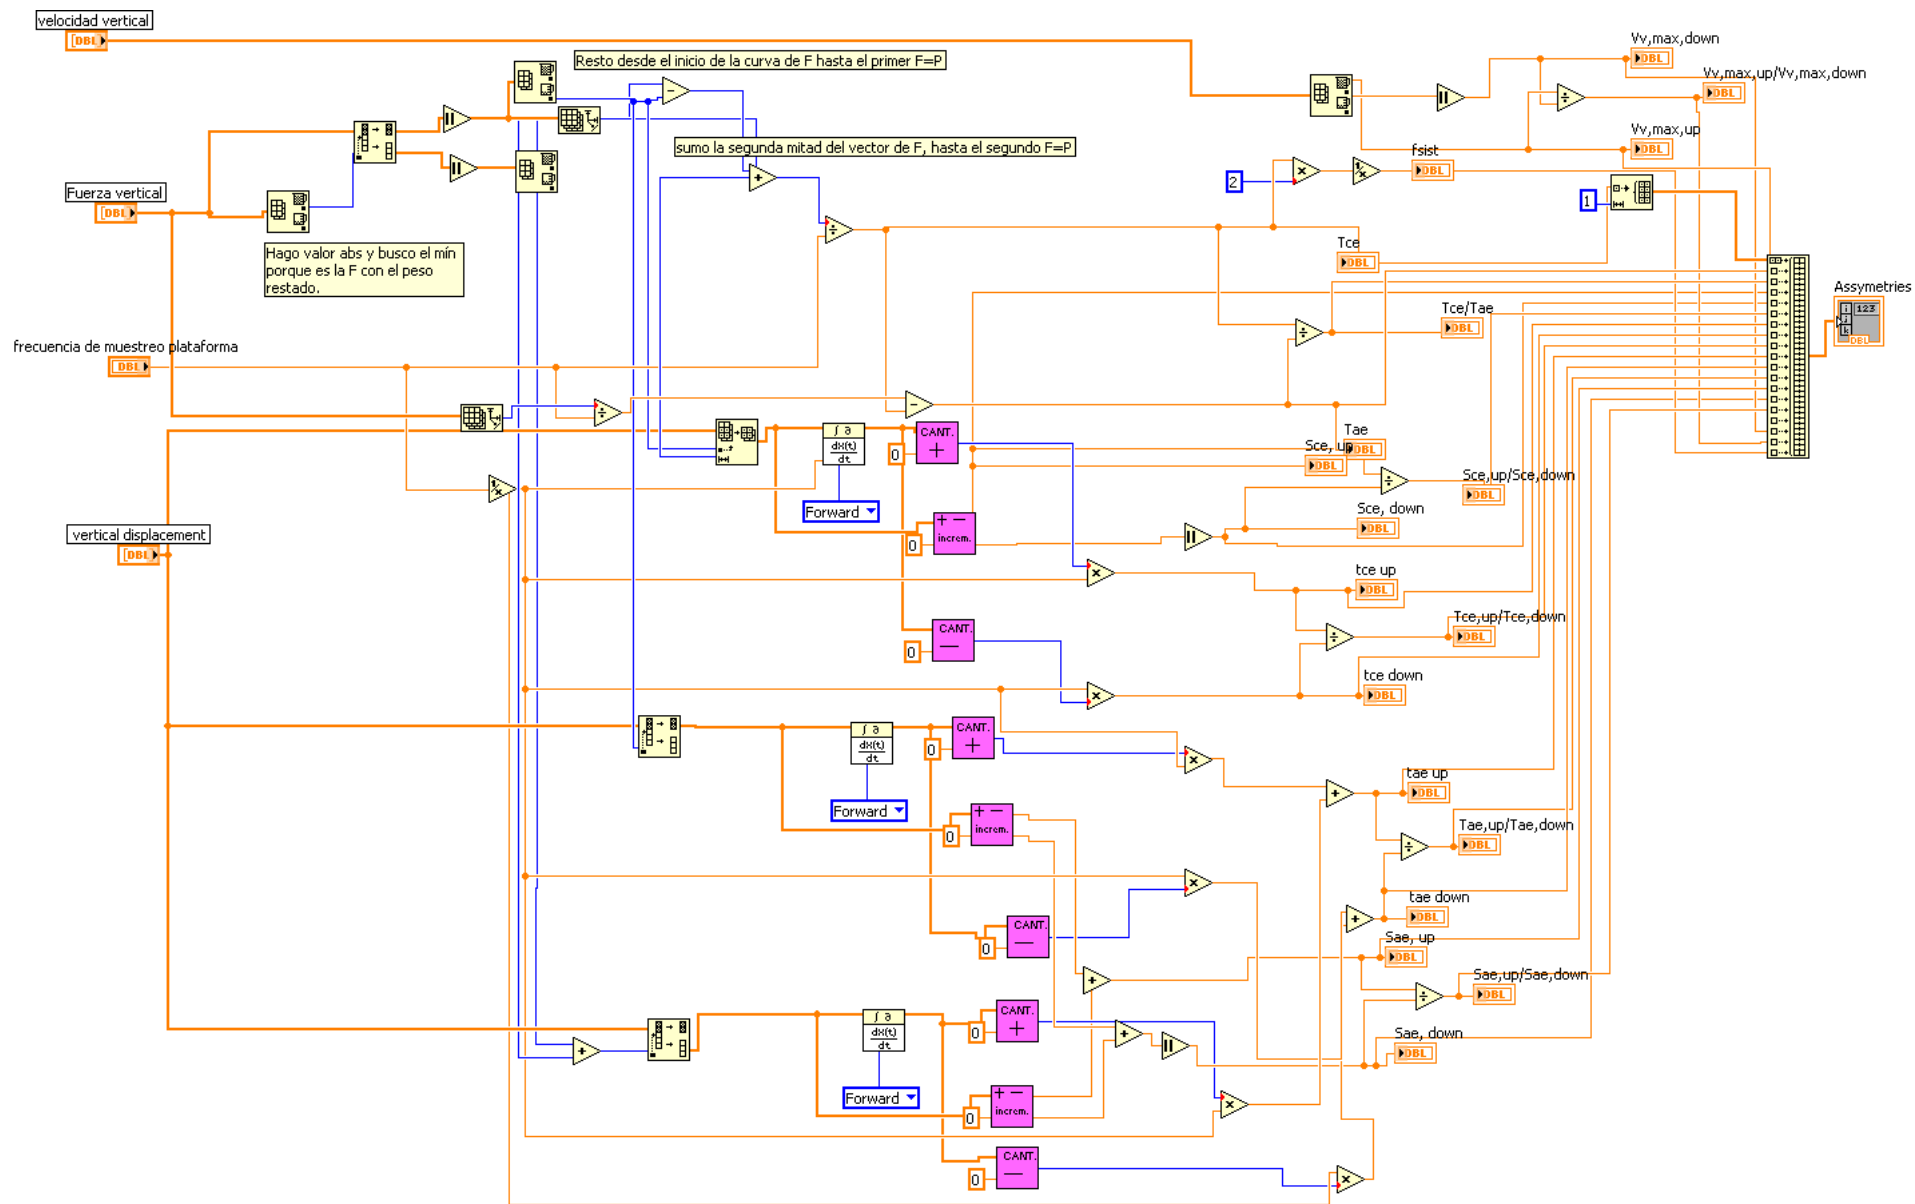 velocidad vertical
[DBL]
Resto desde el inicio de la curva de F hasta el primer F=P
Vv,max,down
DBL
Vv,max,up/Vv,max,down
DBL
Vv,max,up
DBL
sumo la segunda mitad del vector de F, hasta el segundo F=P
fsist
DBL
2
1
Fuerza vertical
[DBL]
Hago valor abs y busco el mín
porque es la F con el peso
restado.
Tce
DBL
Assymetries
123
DBL
Tce/Tae
DBL
frecuencia de muestreo plataforma
DBL
CANT.
+
0
dx(t)
dt
Forward
Tae
DBL
Sce, up
DBL
Sce,up/Sce,down
DBL
Sce, down
DBL
+ −
increm.
0
vertical displacement
[DBL]
tce up
DBL
Tce,up/Tce,down
DBL
CANT.
—
0
tce down
DBL
CANT.
+
0
dx(t)
dt
Forward
tae up
DBL
+ −
increm.
0
Tae,up/Tae,down
DBL
tae down
DBL
CANT.
—
0
Sae, up
DBL
Sae,up/Sae,down
DBL
CANT.
+
0
dx(t)
dt
Sae, down
DBL
Forward
+ −
increm.
0
CANT.
—
0